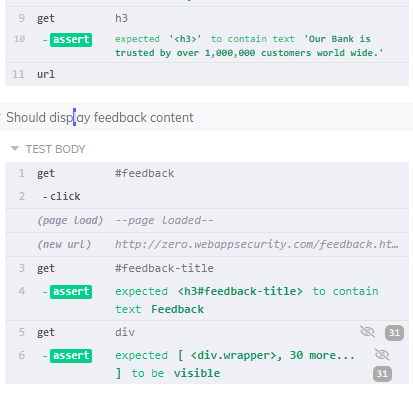 9 get h3
10 -assert expected '<h3>' to contain text 'Our Bank is
trusted by over 1,000,000 customers world wide.'
11 url
Should display feedback content
TEST BODY
1 get #feedback
2 -click
(page load) --page loaded--
(new url) http://zero.webappsecurity.com/feedback.ht…
3 get #feedback-title
4 -assert expected <h3#feedback-title> to contain
text Feedback
5 get div 31
6 -assert expected [ <div.wrapper>, 30 more...
] to be visible 31